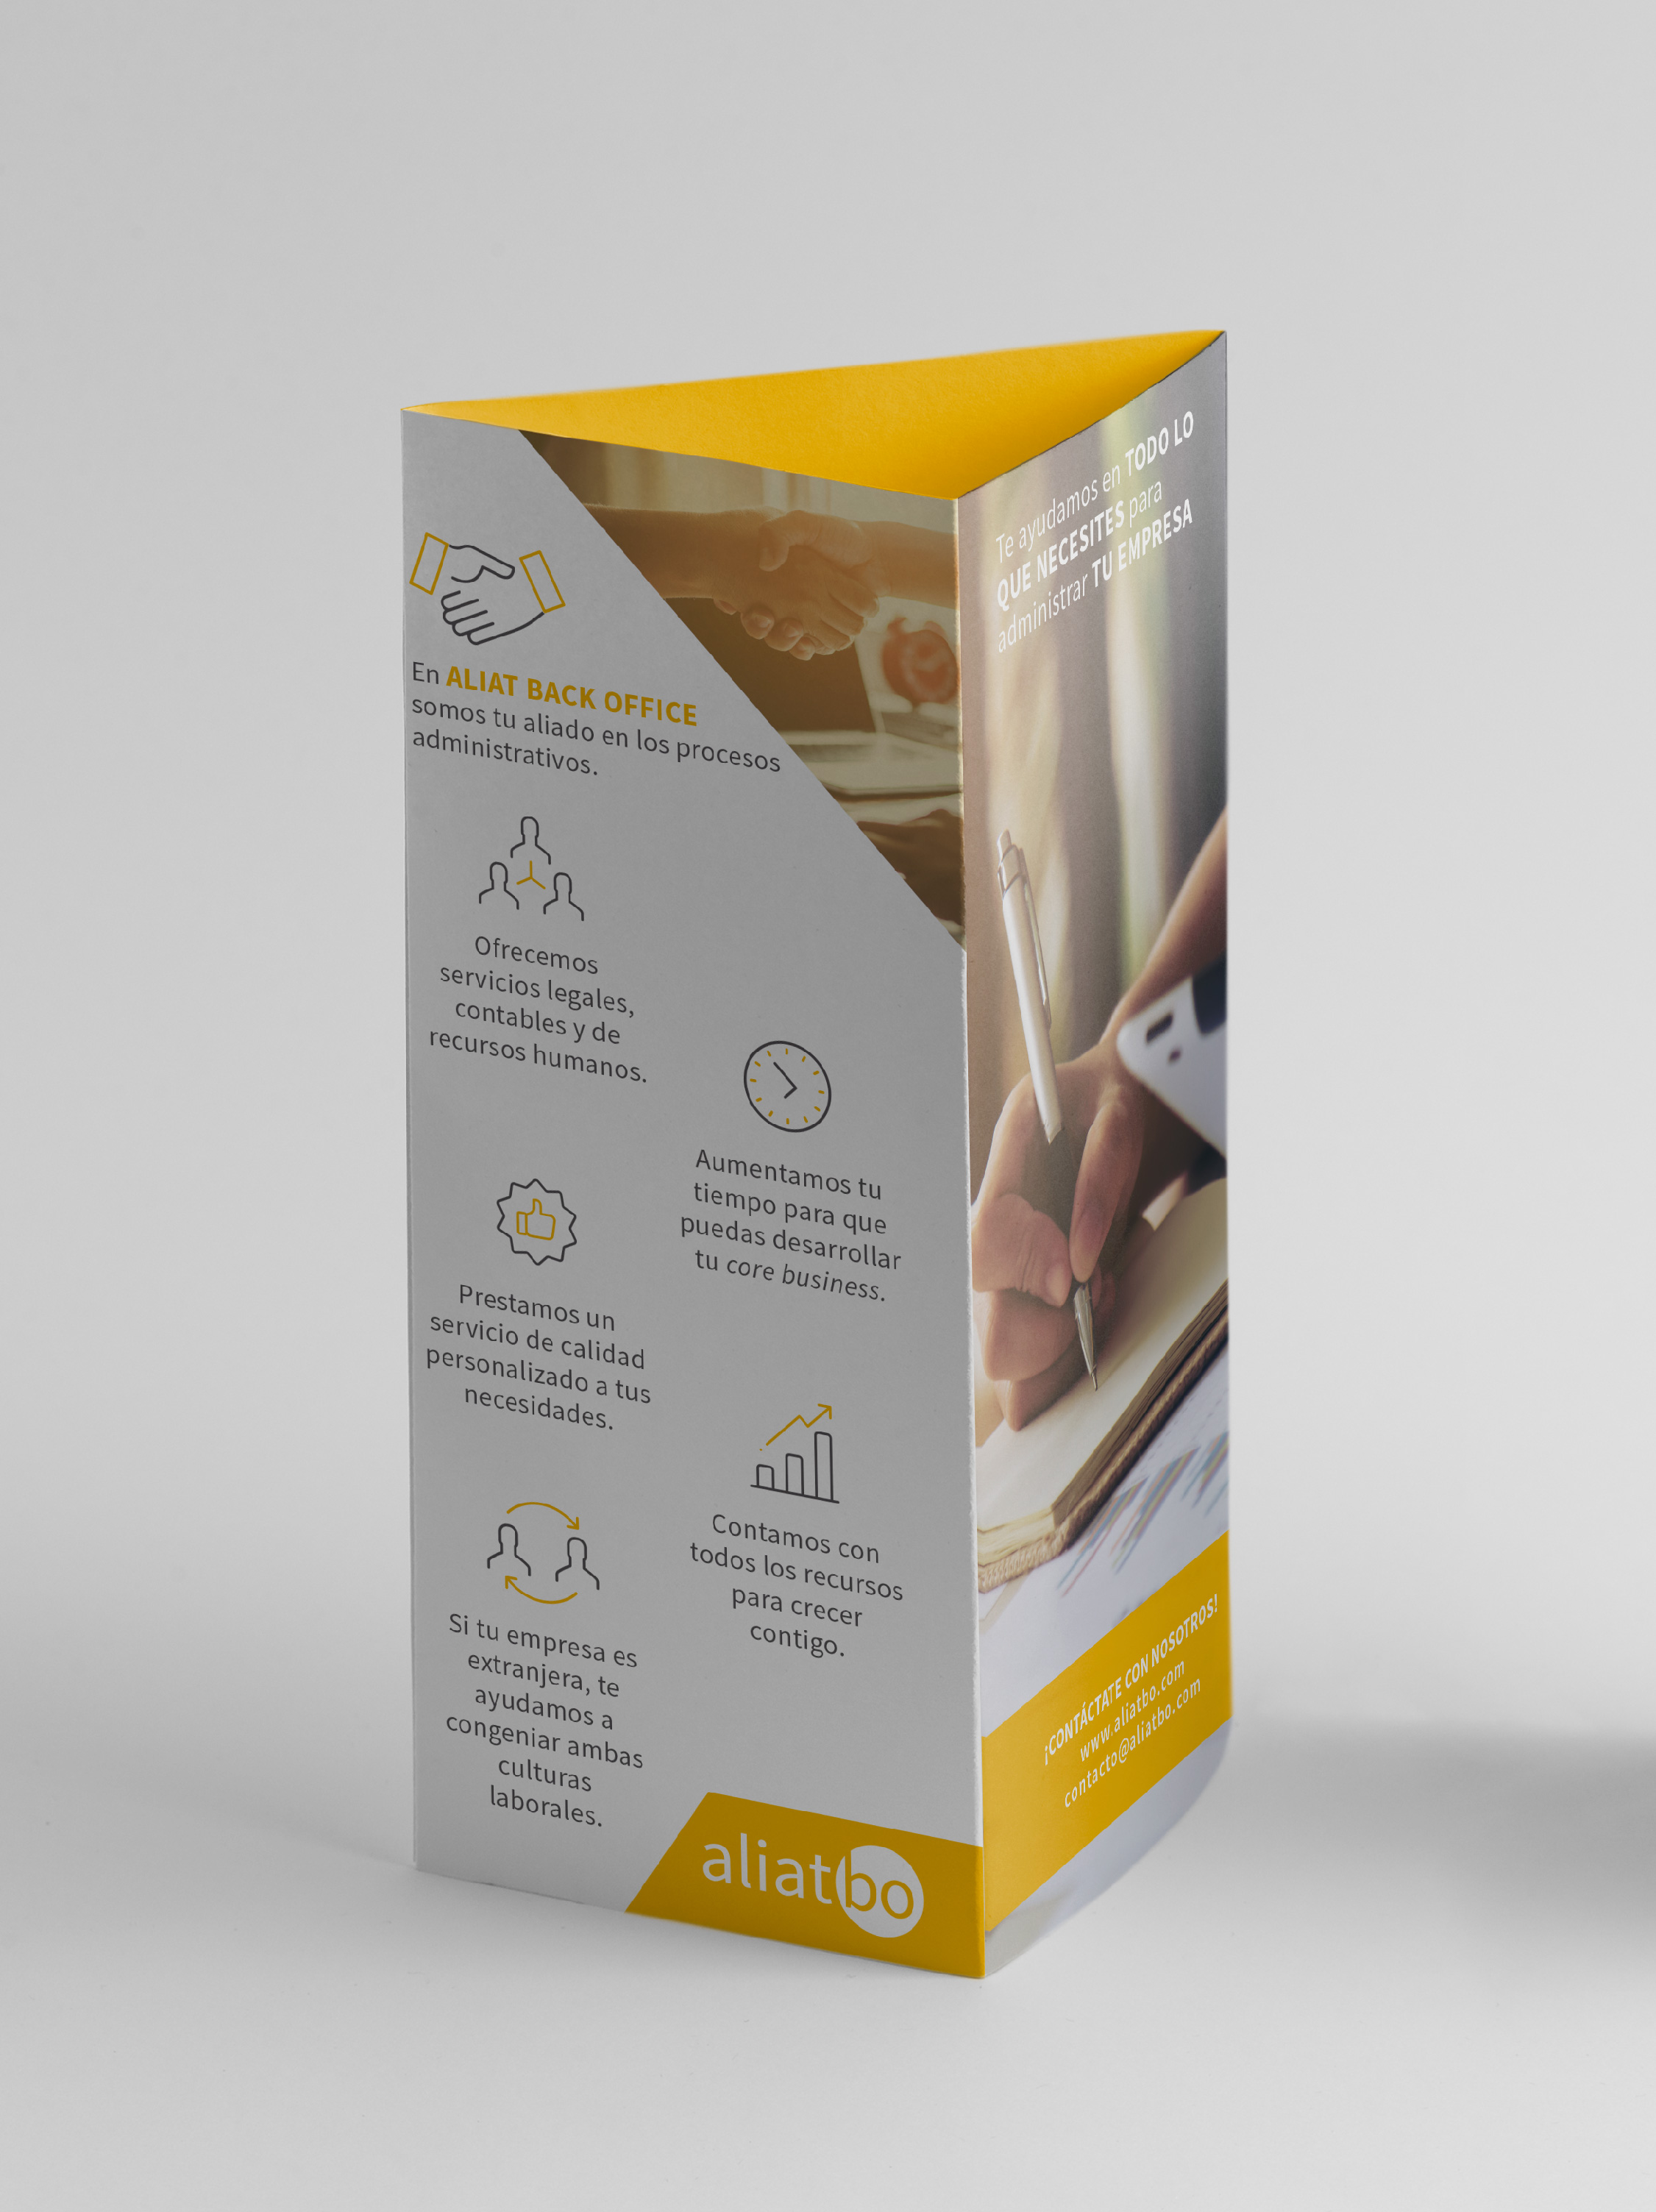 En ALIAT BACK OFFICE
somos tu aliado en los procesos
administrativos.
Ofrecemos
servicios legales,
contables y de
recursos humanos.
Aumentamos tu
tiempo para que
puedas desarrollar
tu core business.
Prestamos un
servicio de calidad
personalizado a tus
necesidades.
Contamos con
todos los recursos
para crecer
contigo.
Si tu empresa es
extranjera, te
ayudamos a
congeniar ambas
culturas
laborales.
aliatbo
Te ayudamos en TODO LO
QUE NECESITES para
administrar TU EMPRESA
¡CONTÁCTATE CON NOSOTROS!
www.aliatbo.com
contacto@aliatbo.com